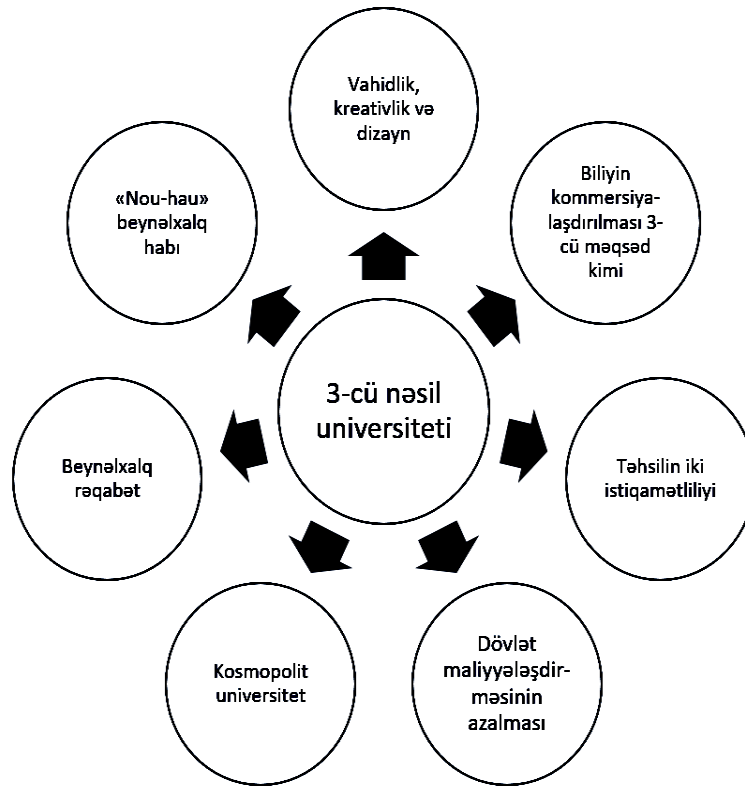 Vahidlik,
kreativlik və
dizayn
Biliyin
kommersiya-
laşdırılması 3-
cü məqsəd
kimi
Təhsilin iki
istiqamətliliyi
Dövlət
maliyyələşdir-
məsinin
azalması
Kosmopolit
universitet
Beynəlxalq
rəqabət
«Nou-hau»
beynəlxalq
habı
3-cü nəsil
universiteti